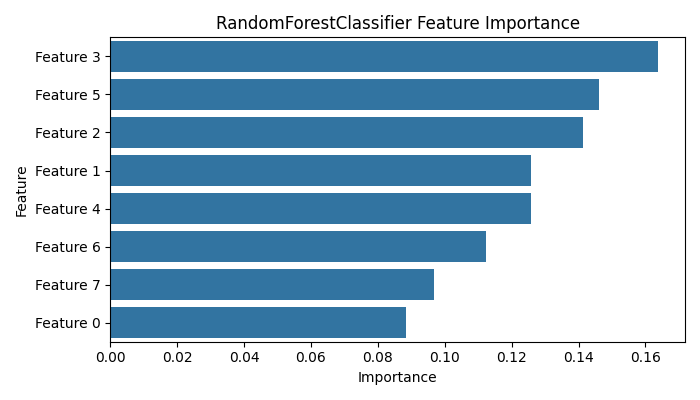 RandomForestClassifier Feature Importance
Feature
Feature 3
Feature 5
Feature 2
Feature 1
Feature 4
Feature 6
Feature 7
Feature 0
0.00 0.02 0.04 0.06 0.08 0.10 0.12 0.14 0.16
Importance